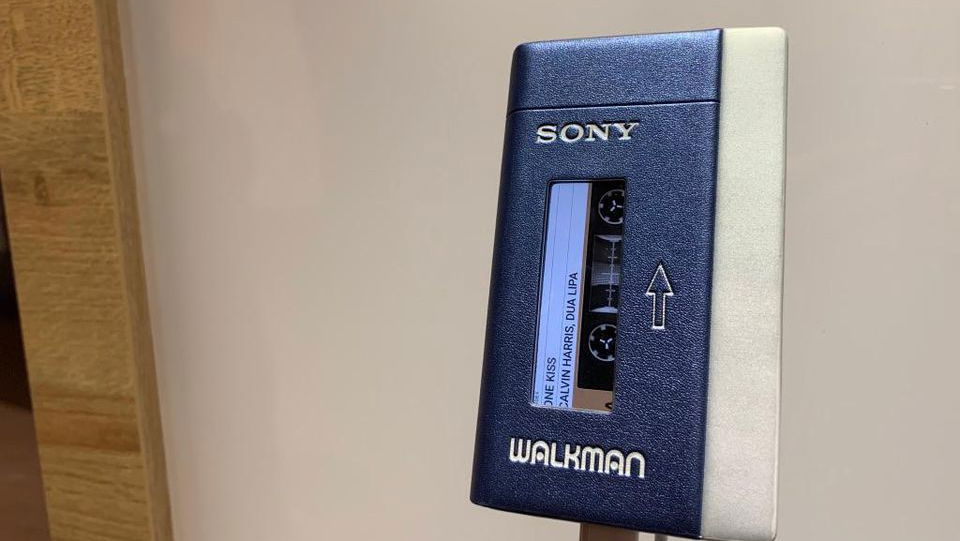 SONY
ONE KISS
CALVIN HARRIS, DUA LIPA
WALKMAN